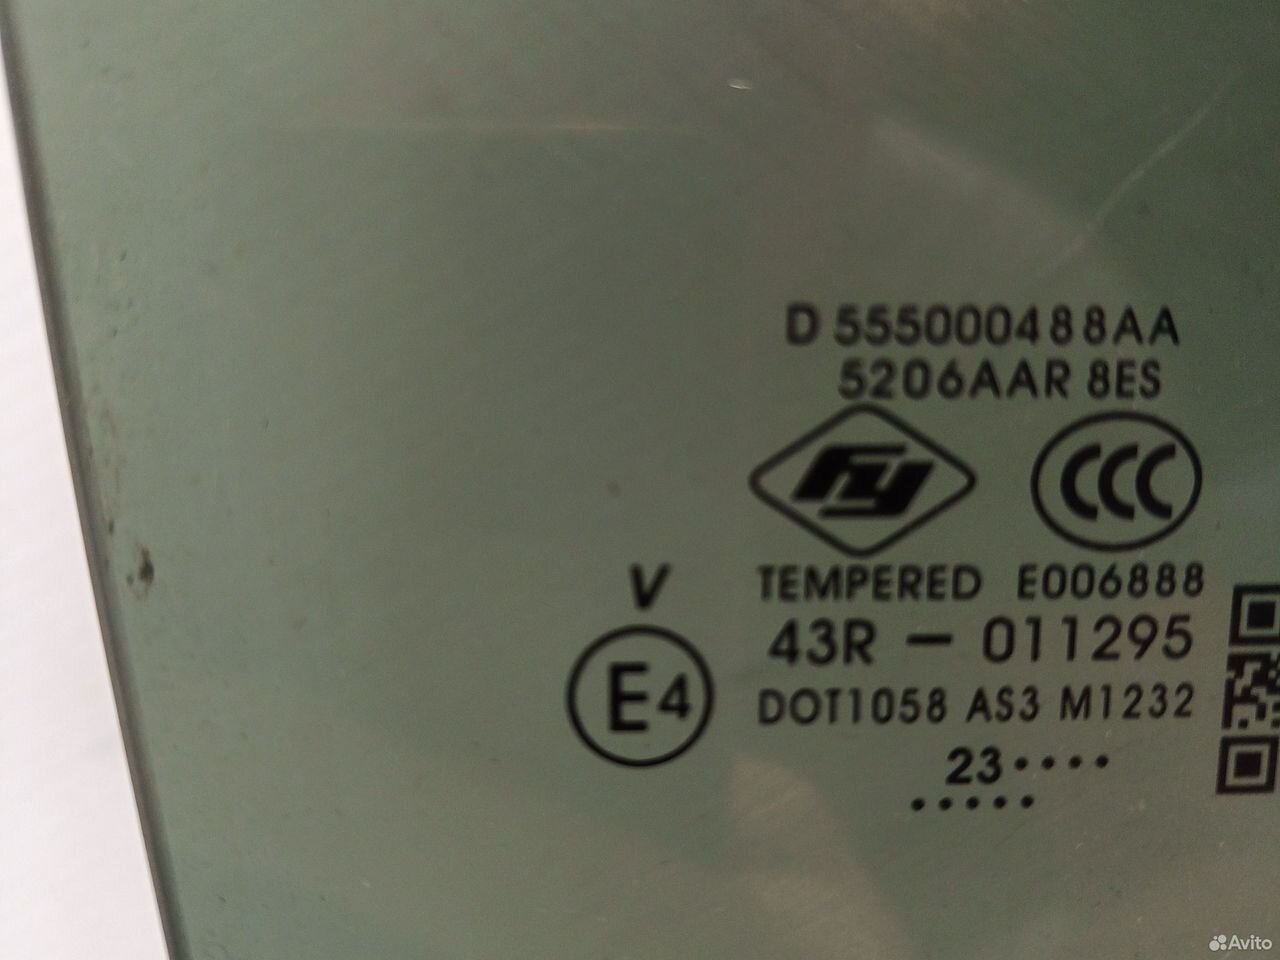 D 555000488AA
5206AAR 8ES
fy CCC
V TEMPERED E006888
43R – 011295
E4
DOT1058 AS3 M1232
23••••
•••••
Avito